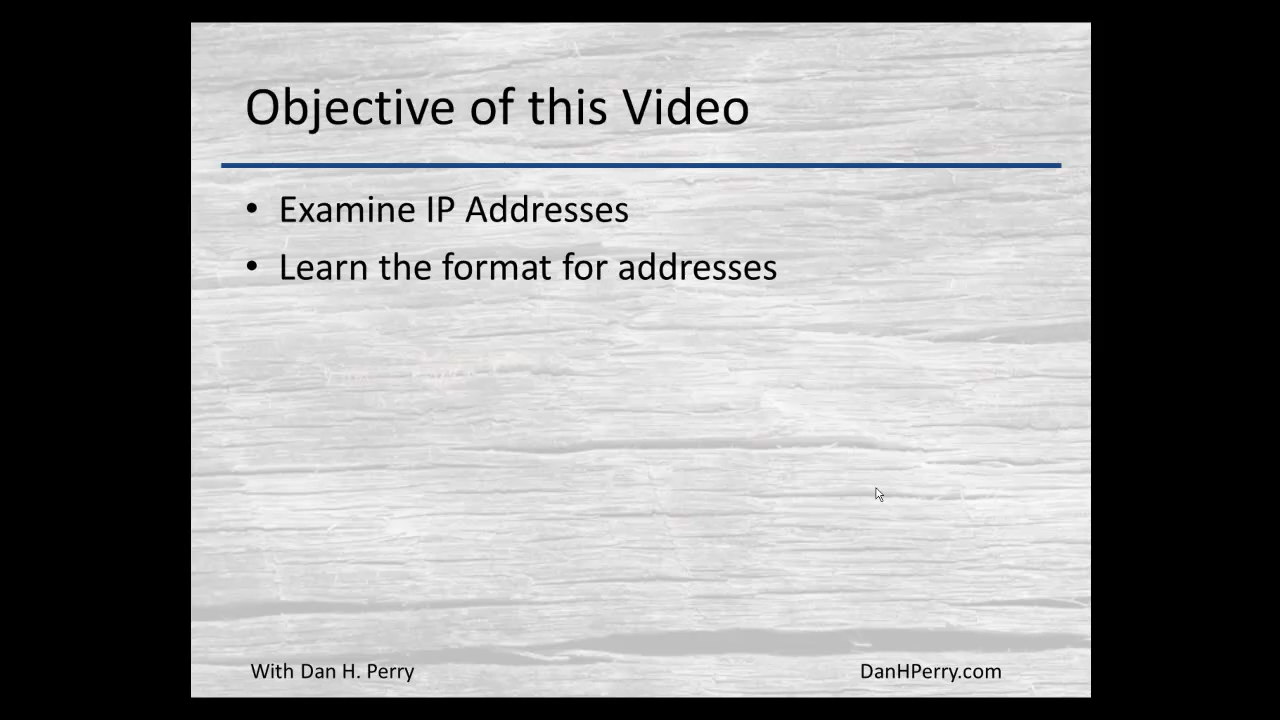 Objective of this Video
• Examine IP Addresses
• Learn the format for addresses
With Dan H. Perry
DanHPerry.com